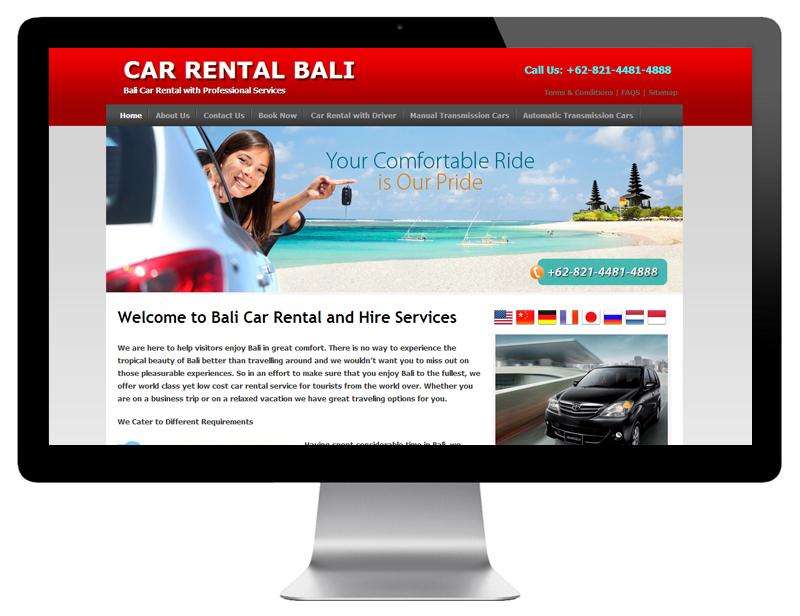 CAR RENTAL BALI
Call Us: +62-821-4481-4888
Bali Car Rental with Professional Services
Terms & Conditions | FAQS | Sitemap
Home
About Us
Contact Us
Book Now
Car Rental with Driver
Manual Transmission Cars
Automatic Transmission Cars
Your Comfortable Ride
is Our Pride
+62-821-4481-4888
Welcome to Bali Car Rental and Hire Services
We are here to help visitors enjoy Bali in great comfort. There is no way to experience the
tropical beauty of Bali better than travelling around and we wouldn't want you to miss out on
those pleasurable experiences. So in an effort to make sure that you enjoy Bali to the fullest, we
offer world class yet low cost car rental service for tourists from the world over. Whether you
are on a business trip or on a relaxed vacation we have great traveling options for you.
We Cater to Different Requirements
Having spent considerable time in Bali, we